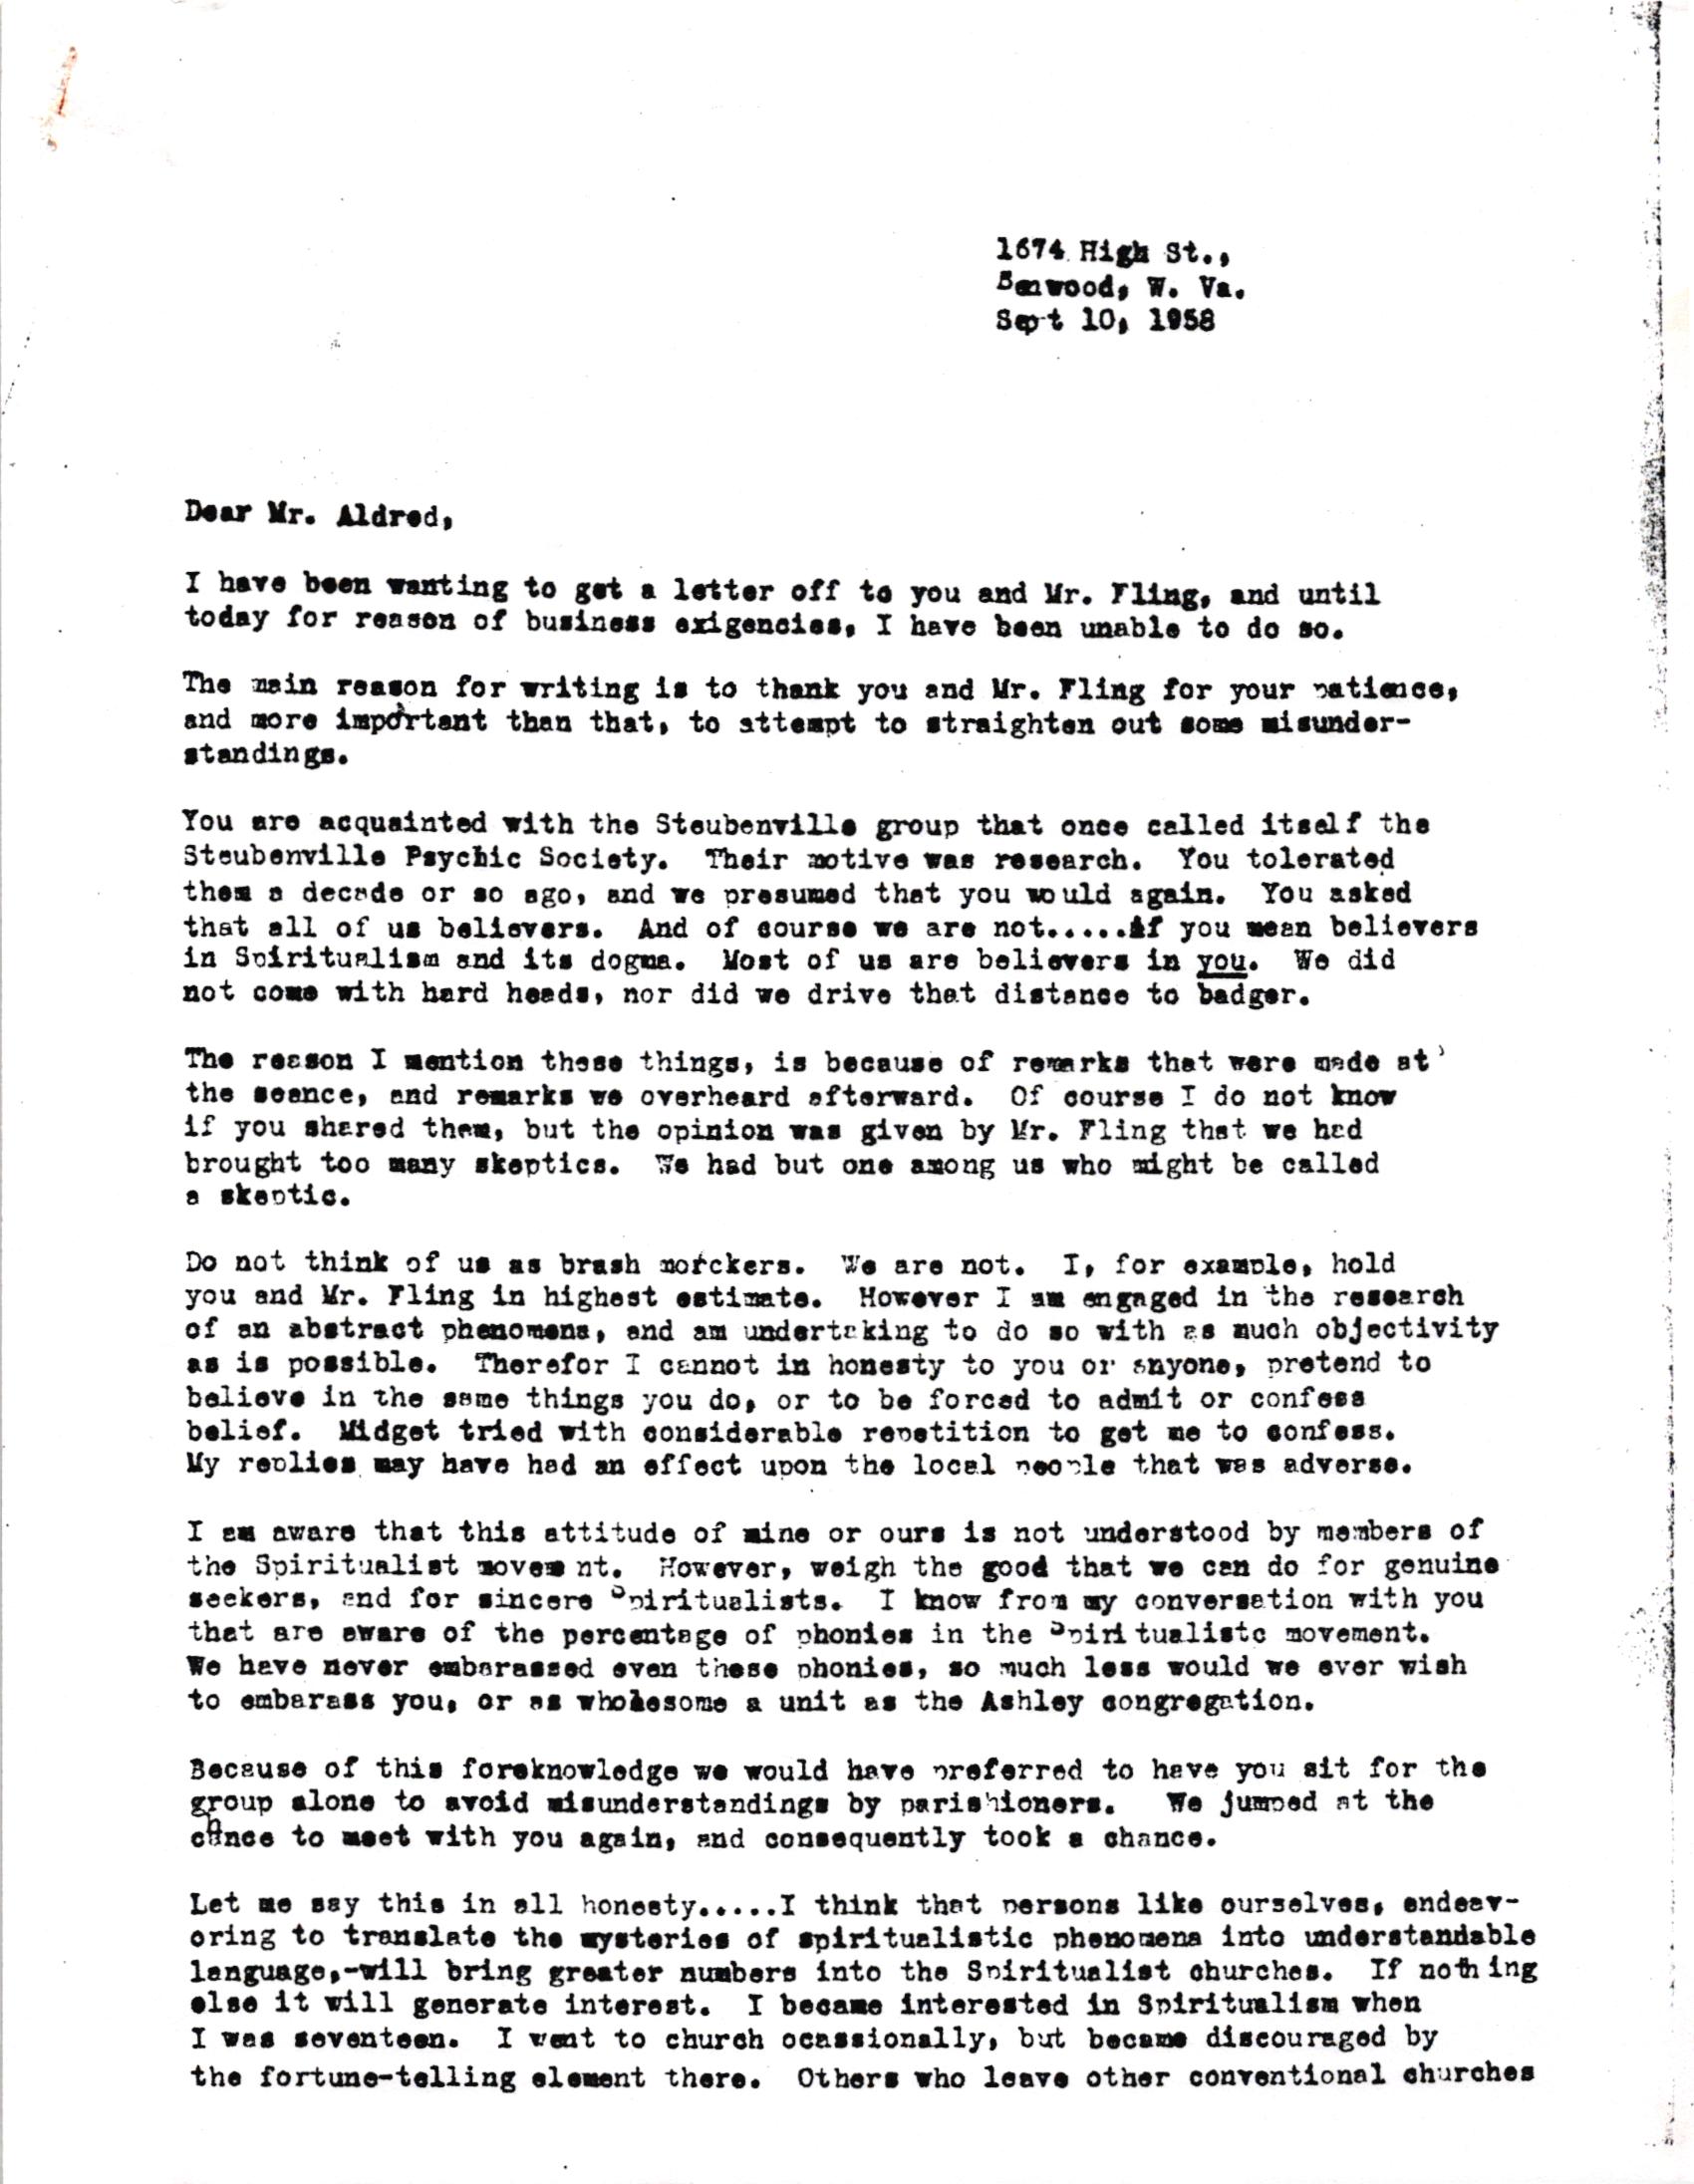 1674 High St.,
Benwood, W. Va.
Sept 10, 1958
Dear Mr. Aldred,
I have been wanting to get a letter off to you and Mr. Fling, and until
today for reason of business exigencies, I have been unable to do so.
The main reason for writing is to thank you and Mr. Fling for your patience,
and more important than that, to attempt to straighten out some misunder-
standings.
You are acquainted with the Steubenville group that once called itself the
Steubenville Psychic Society. Their motive was research. You tolerated
them a decade or so ago, and we presumed that you would again. You asked
that all of us believers. And of course we are not.....if you mean believers
in Spiritualism and its dogma. Most of us are believers in you. We did
not come with hard heads, nor did we drive that distance to badger.
The reason I mention these things, is because of remarks that were made at
the seance, and remarks we overheard afterward. Of course I do not know
if you shared them, but the opinion was given by Mr. Fling that we had
brought too many skeptics. We had but one among us who might be called
a skeptic.
Do not think of us as brash mockers. We are not. I, for example, hold
you and Mr. Fling in highest estimate. However I am engaged in the research
of an abstract phenomena, and am undertaking to do so with as much objectivity
as is possible. Therefor I cannot in honesty to you or anyone, pretend to
believe in the same things you do, or to be forced to admit or confess
belief. Midget tried with considerable repetition to get me to confess.
My replies may have had an effect upon the local people that was adverse.
I am aware that this attitude of mine or ours is not understood by members of
the Spiritualist movem nt. However, weigh the good that we can do for genuine
seekers, and for sincere Spiritualists. I know from my conversation with you
that are aware of the percentage of phonies in the Spiritualistc movement.
We have never embarassed even these phonies, so much less would we ever wish
to embarass you, or as wholesome a unit as the Ashley congregation.
Because of this foreknowledge we would have preferred to have you sit for the
group alone to avoid misunderstandings by parishioners. We jumped at the
chance to meet with you again, and consequently took a chance.
Let me say this in all honesty.....I think that persons like ourselves, endeav-
oring to translate the mysteries of spiritualistic phenomena into understandable
language,-will bring greater numbers into the Spiritualist churches. If nothing
else it will generate interest. I became interested in Spiritualism when
I was seventeen. I went to church ocassionally, but became discouraged by
the fortune-telling element there. Others who leave other conventional churches